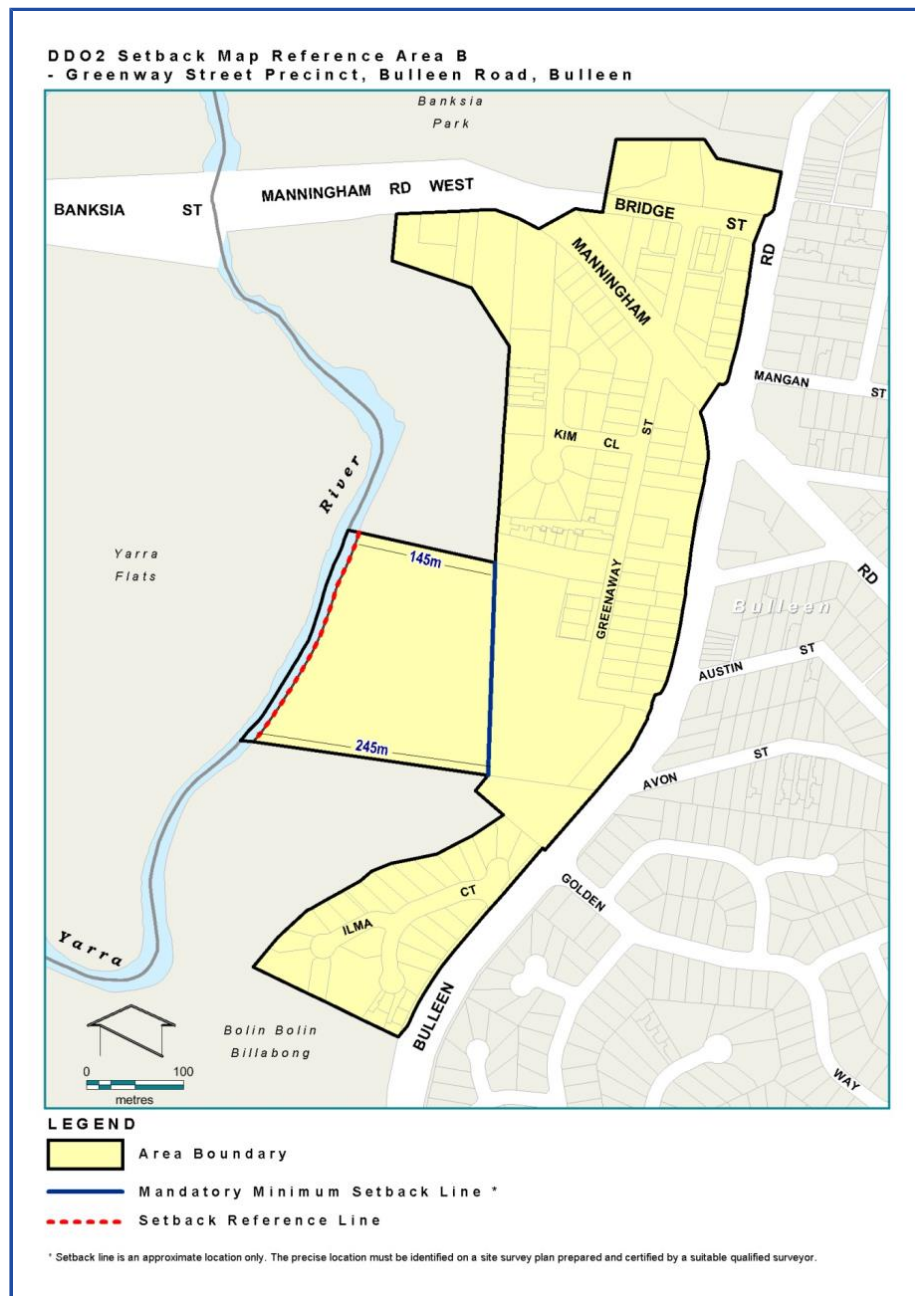 DDO2 Setback Map Reference Area B
- Greenway Street Precinct, Bulleen Road, Bulleen
Banksia
Park
BANKSIA ST
MANNINGHAM RD WEST
BRIDGE ST
MANNINGHAM
RD
MANGAN ST
KIM CL
ST
GREENAWAY
River
Yarra
Flats
145m
RD
Bulleen
AUSTIN ST
245m
AVON ST
GOLDEN
ILMA CT
Yarra
BULLEEN
Bolin Bolin
Billabong
WAY
0 100
metres
LEGEND
Area Boundary
Mandatory Minimum Setback Line *
Setback Reference Line
* Setback line is an approximate location only. The precise location must be identified on a site survey plan prepared and certified by a suitable qualified surveyor.